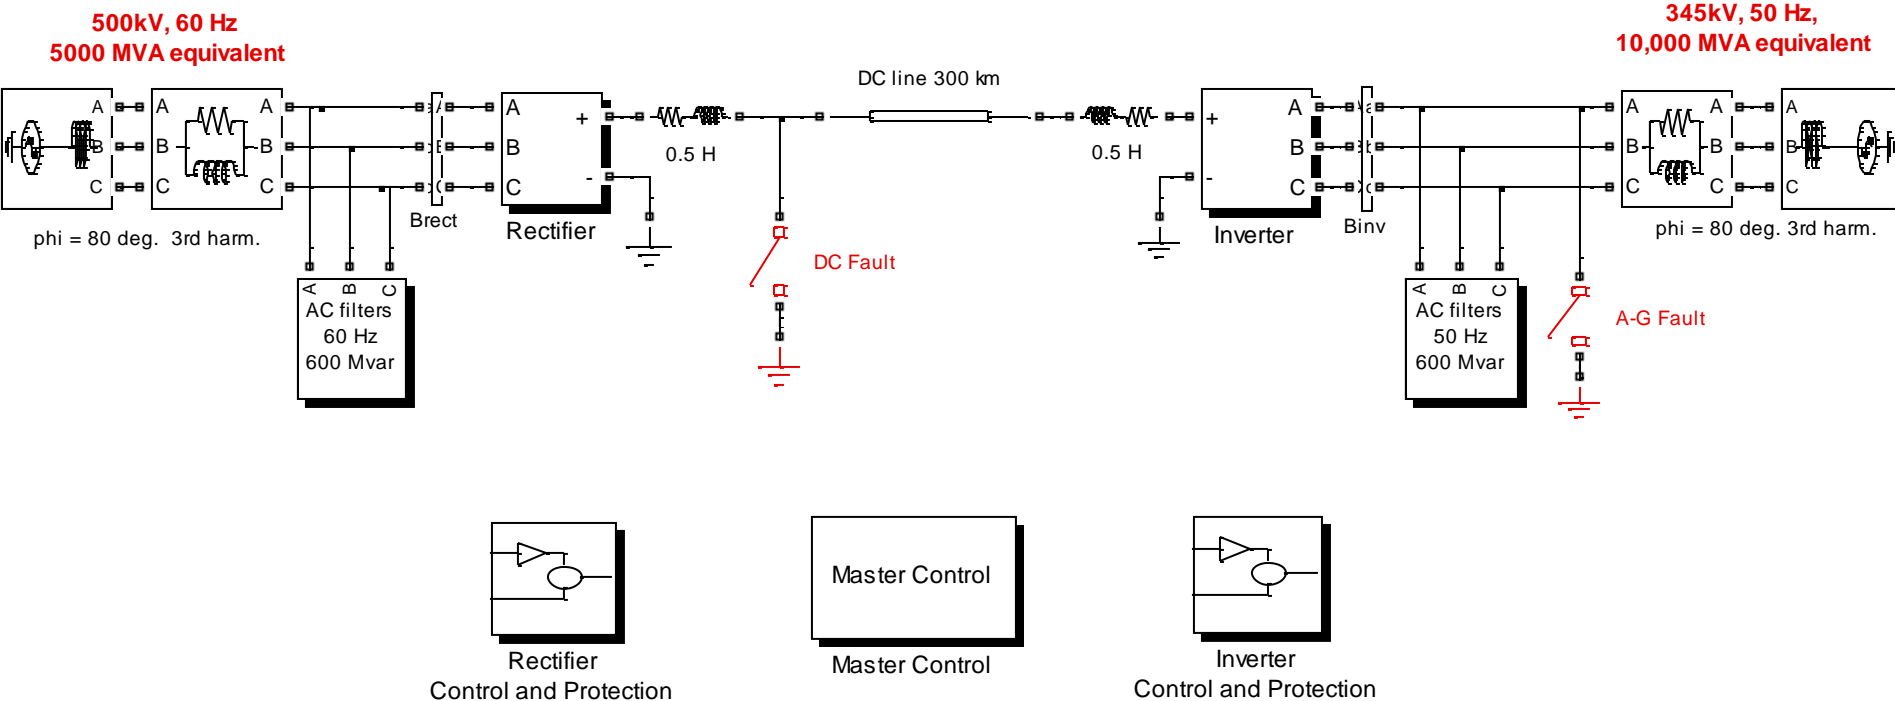 500kV, 60 Hz
5000 MVA equivalent
345kV, 50 Hz,
10,000 MVA equivalent
DC line 300 km
A A A A A
B B B B
C C C C
+
-
0.5 H
0.5 H
+
-
A A A A
B B B B
C C C C
phi = 80 deg. 3rd harm.
Brect
Rectifier
Inverter
Binv
phi = 80 deg. 3rd harm.
DC Fault
A B C
AC filters
60 Hz
600 Mvar
A B C
AC filters
50 Hz
600 Mvar
A-G Fault
Master Control
Rectifier
Control and Protection
Master Control
Inverter
Control and Protection